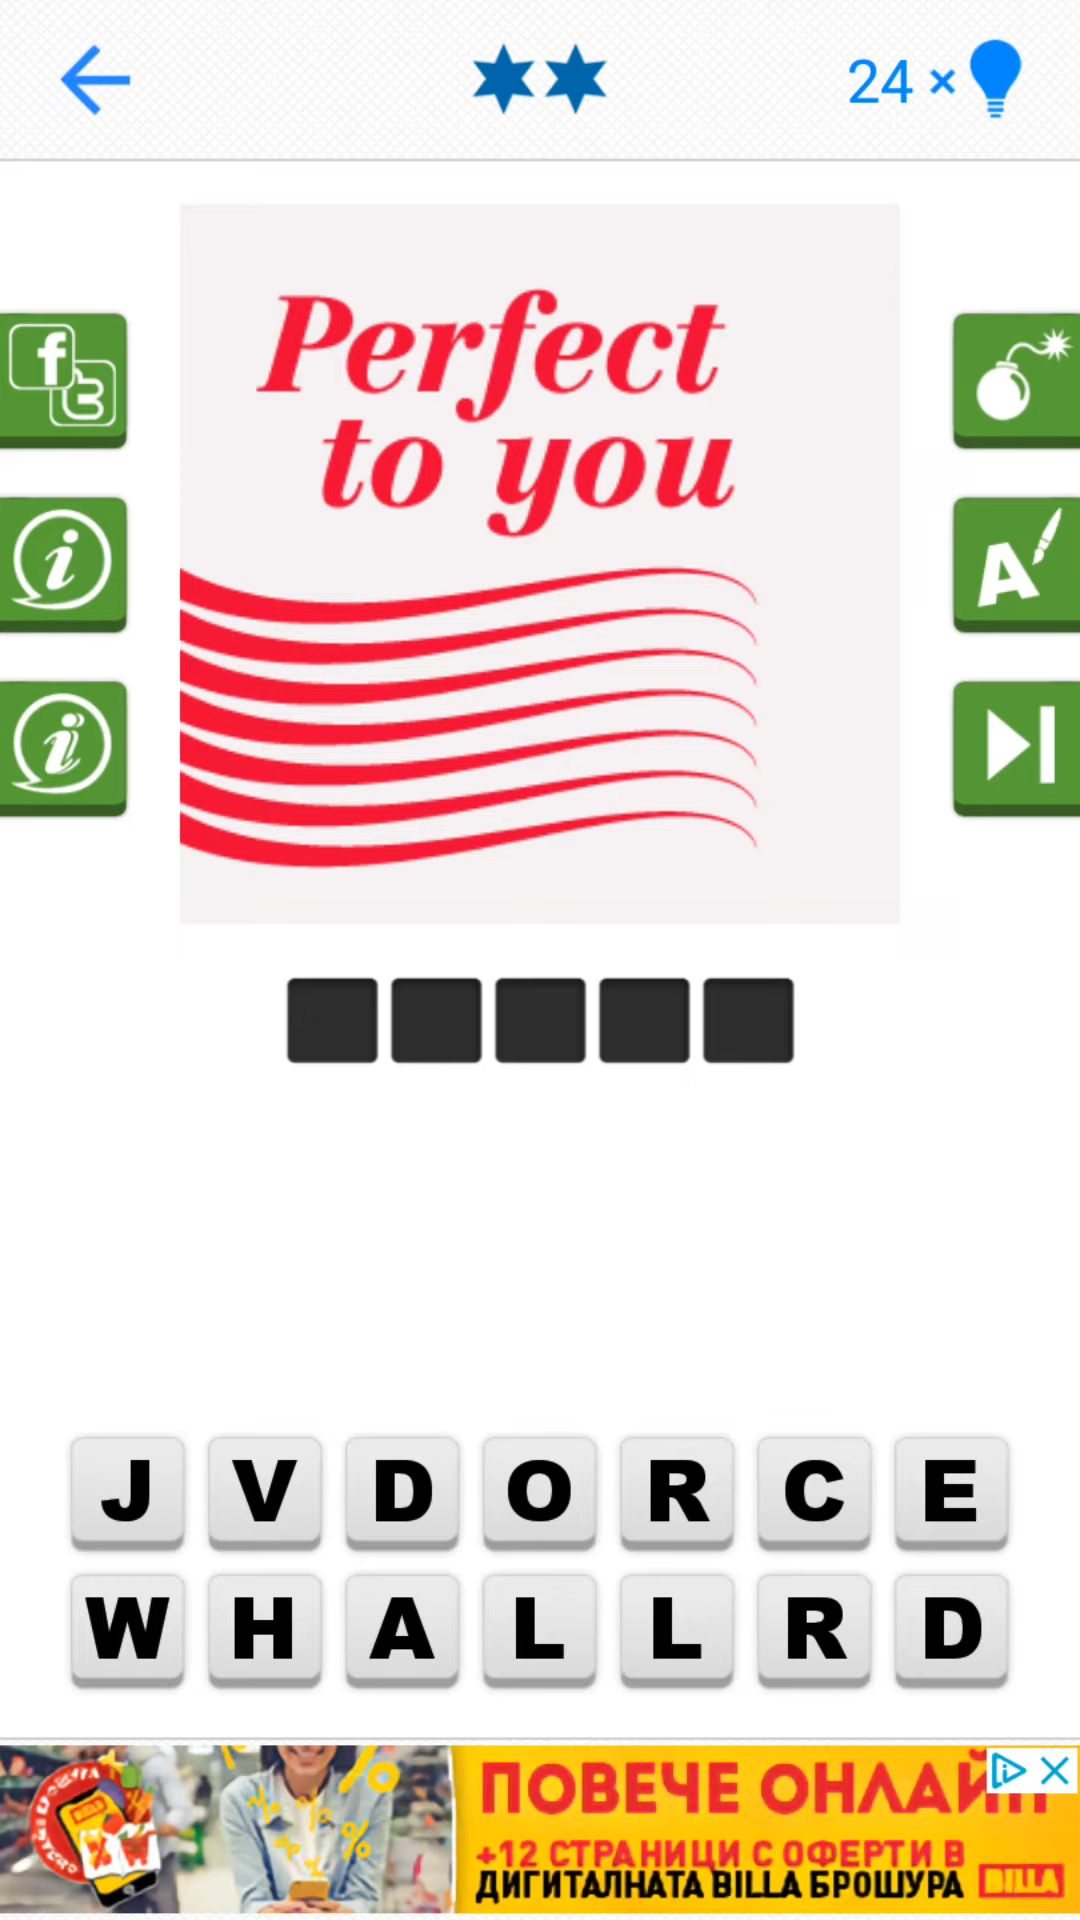 24 ×
Perfect
to you
A
J V D O R C E
W H A L L R D
ПОВЕЧЕ ОНЛАЙН
+12 СТРАНИЦИ С ОФЕРТИ В
ДИГИТАЛНАТА BILLA БРОШУРА
BILLA